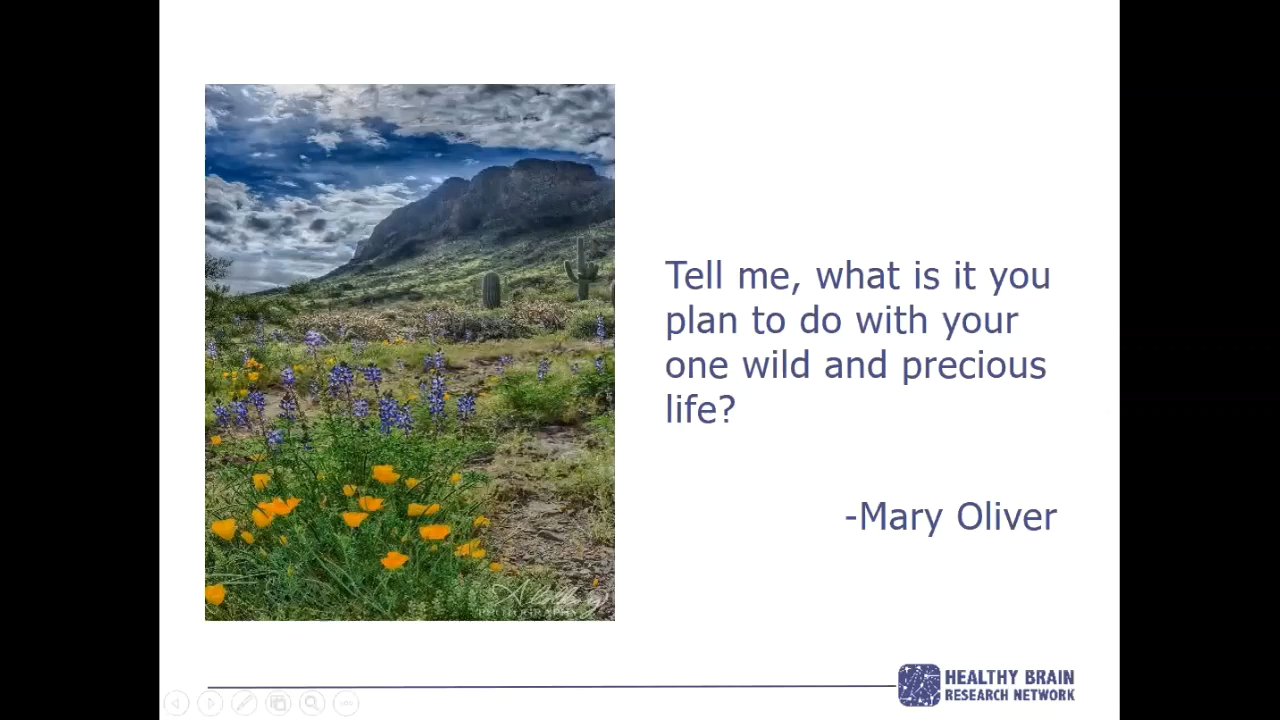 Tell me, what is it you
plan to do with your
one wild and precious
life?
-Mary Oliver
PHOTOGRAPHY
HEALTHY BRAIN
RESEARCH NETWORK